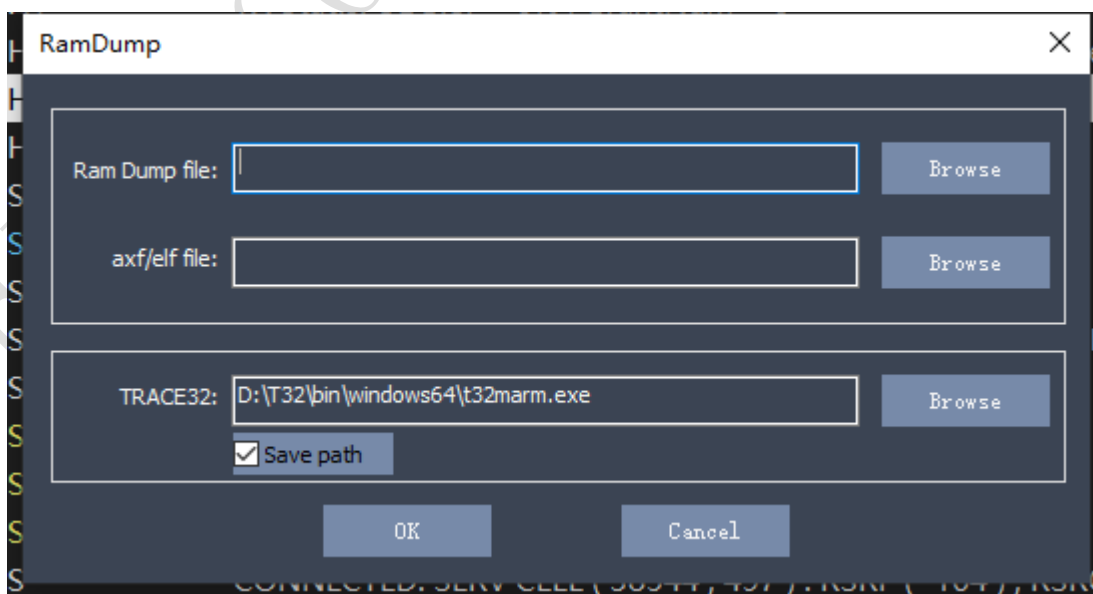 RamDump
Ram Dump file:
Browse
axf/elf file:
Browse
TRACE32:
D:\T32\bin\windows64\t32marm.exe
Browse
Save path
OK
Cancel